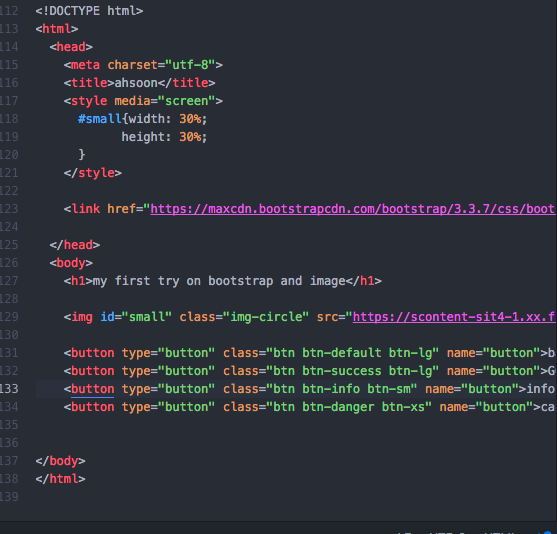 112 <!DOCTYPE html>
113 <html>
114 <head>
115 <meta charset="utf-8">
116 <title>ahsoon</title>
117 <style media="screen">
118 #small{width: 30%;
119 height: 30%;
120 }
121 </style>
122
123 <link href="https://maxcdn.bootstrapcdn.com/bootstrap/3.3.7/css/boot
124
125 </head>
126 <body>
127 <h1>my first try on bootstrap and image</h1>
128
129 <img id="small" class="img-circle" src="https://scontent-sit4-1.xx.f
130
131 <button type="button" class="btn btn-default btn-lg" name="button">b
132 <button type="button" class="btn btn-success btn-lg" name="button">G
133 <button type="button" class="btn btn-info btn-sm" name="button">info
134 <button type="button" class="btn btn-danger btn-xs" name="button">ca
135
136
137 </body>
138 </html>
139